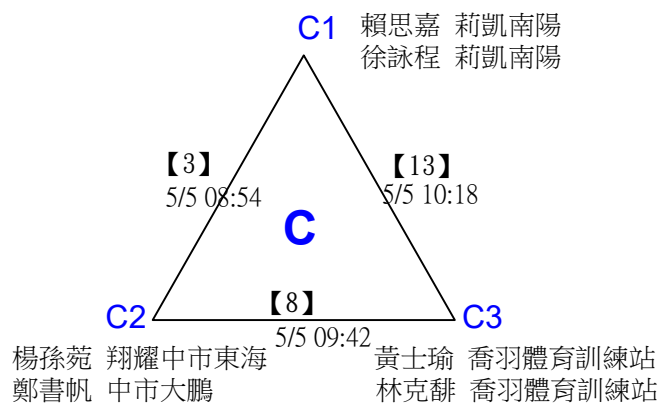 C1 賴思嘉 莉凱南陽
徐詠程 莉凱南陽
【3】
5/5 08:54
【13】
5/5 10:18
C
【8】
5/5 09:42
C2
C3
楊孫菀 翔耀中市東海
鄭書帆 中市大鵬
黃士瑜 喬羽體育訓練站
林克馡 喬羽體育訓練站